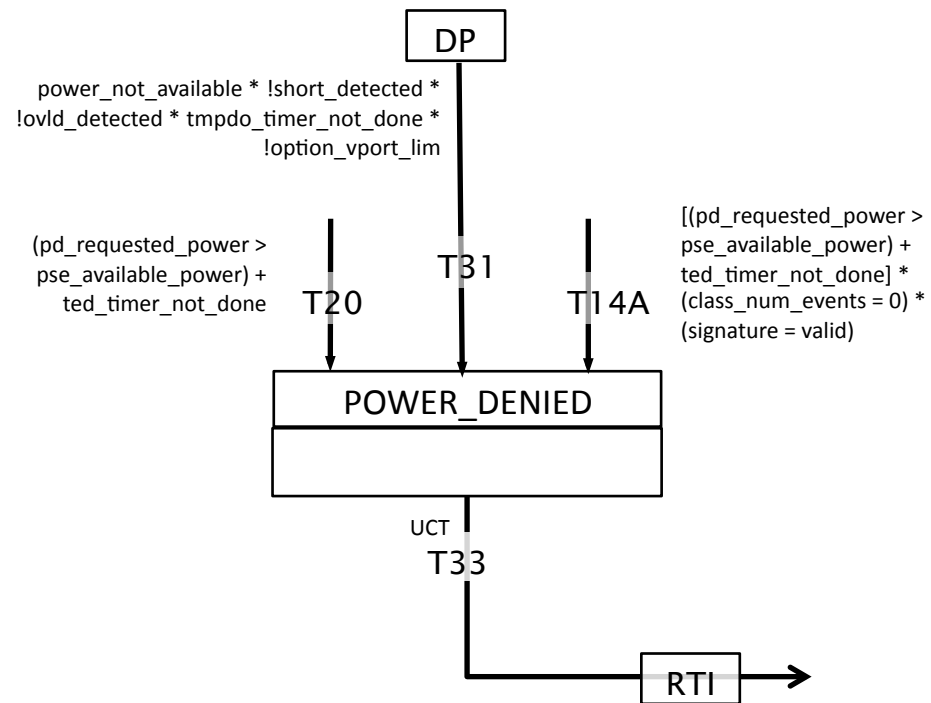 DP
power_not_available * !short_detected *
!ovld_detected * tmpdo_timer_not_done *
!option_vport_lim
(pd_requested_power >
pse_available_power) +
ted_timer_not_done
T20
T31
T14A
[(pd_requested_power >
pse_available_power) +
ted_timer_not_done] *
(class_num_events = 0) *
(signature = valid)
POWER_DENIED
UCT
T33
RTI